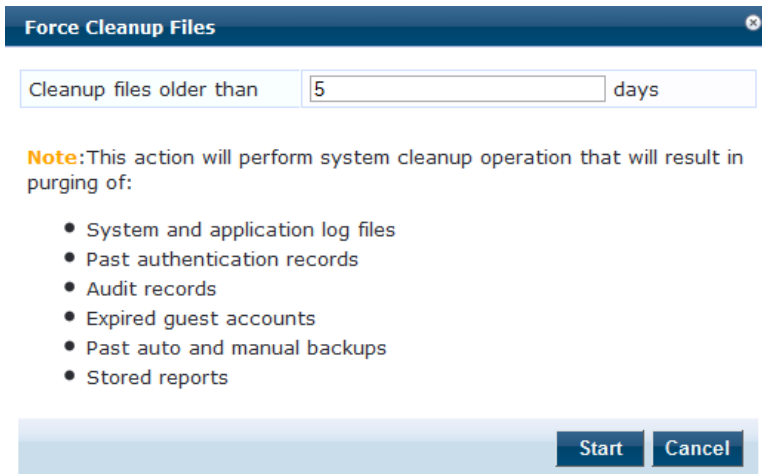 Force Cleanup Files
Cleanup files older than 5 days
Note:This action will perform system cleanup operation that will result in
purging of:
System and application log files
Past authentication records
Audit records
Expired guest accounts
Past auto and manual backups
Stored reports
Start Cancel